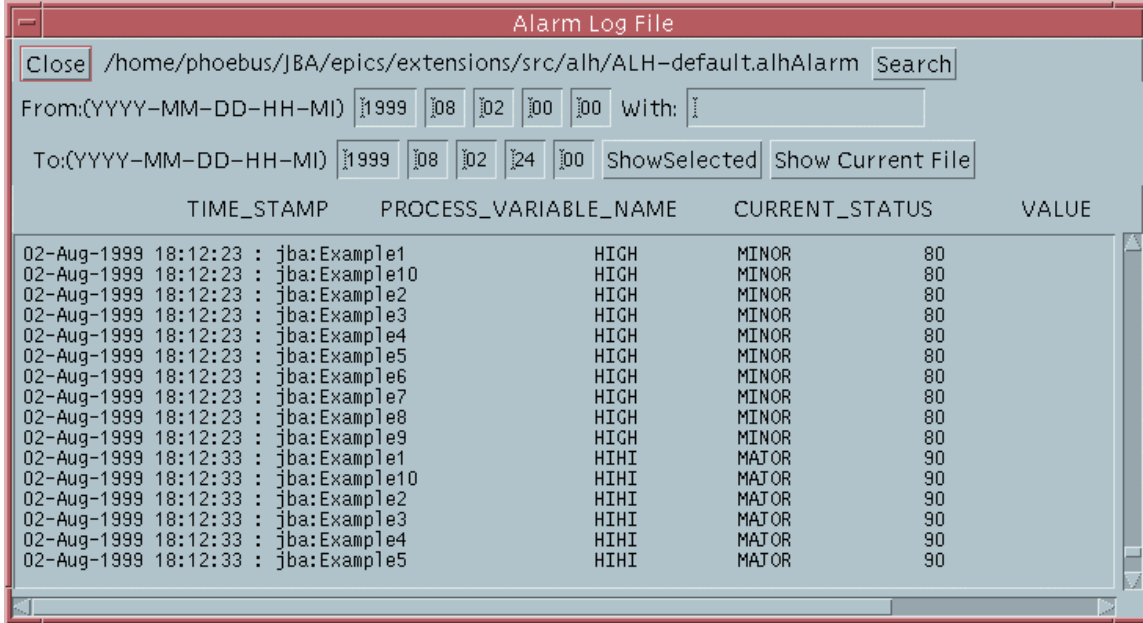 Alarm Log File
Close /home/phoebus/JBA/epics/extensions/src/alh/ALH-default.alhAlarm Search
From:(YYYY-MM-DD-HH-MI) 1999 08 02 00 00 With:
To:(YYYY-MM-DD-HH-MI) 1999 08 02 24 00 ShowSelected Show Current File
TIME_STAMP PROCESS_VARIABLE_NAME CURRENT_STATUS VALUE
02-Aug-1999 18:12:23 : jba:Example1 HIGH MINOR 80
02-Aug-1999 18:12:23 : jba:Example10 HIGH MINOR 80
02-Aug-1999 18:12:23 : jba:Example2 HIGH MINOR 80
02-Aug-1999 18:12:23 : jba:Example3 HIGH MINOR 80
02-Aug-1999 18:12:23 : jba:Example4 HIGH MINOR 80
02-Aug-1999 18:12:23 : jba:Example5 HIGH MINOR 80
02-Aug-1999 18:12:23 : jba:Example6 HIGH MINOR 80
02-Aug-1999 18:12:23 : jba:Example7 HIGH MINOR 80
02-Aug-1999 18:12:23 : jba:Example8 HIGH MINOR 80
02-Aug-1999 18:12:23 : jba:Example9 HIGH MINOR 80
02-Aug-1999 18:12:33 : jba:Example1 HIHI MAJOR 90
02-Aug-1999 18:12:33 : jba:Example10 HIHI MAJOR 90
02-Aug-1999 18:12:33 : jba:Example2 HIHI MAJOR 90
02-Aug-1999 18:12:33 : jba:Example3 HIHI MAJOR 90
02-Aug-1999 18:12:33 : jba:Example4 HIHI MAJOR 90
02-Aug-1999 18:12:33 : jba:Example5 HIHI MAJOR 90